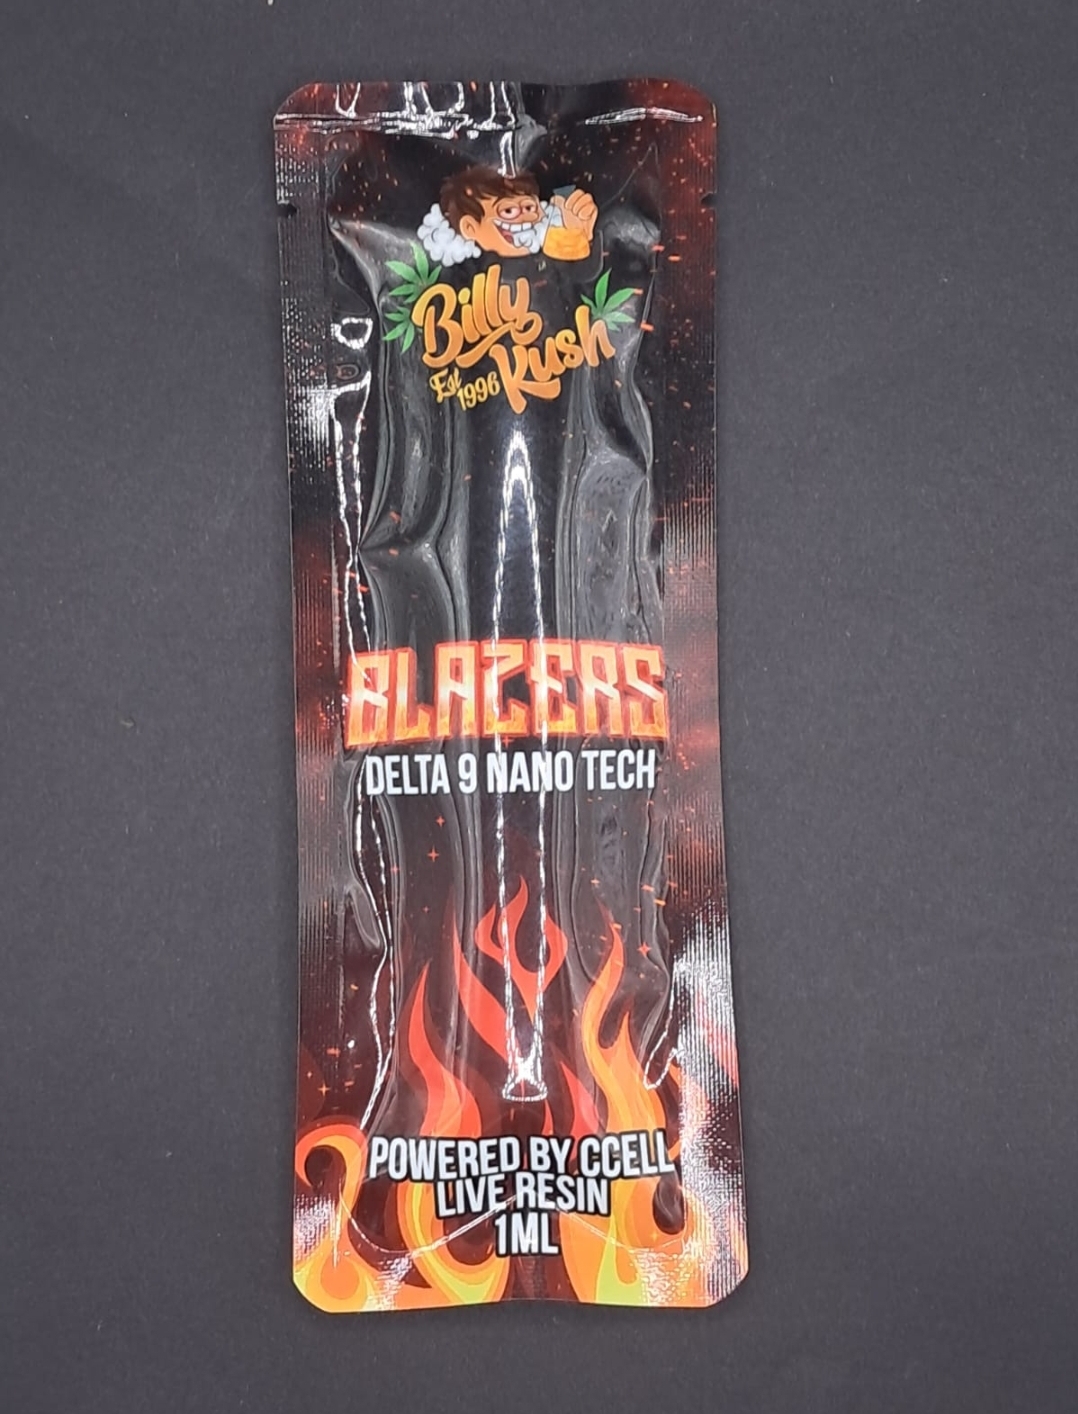 Billy
Kush
Est
1996
BLAZERS
DELTA 9 NANO TECH
POWERED BY CCELL
LIVE RESIN
1ML